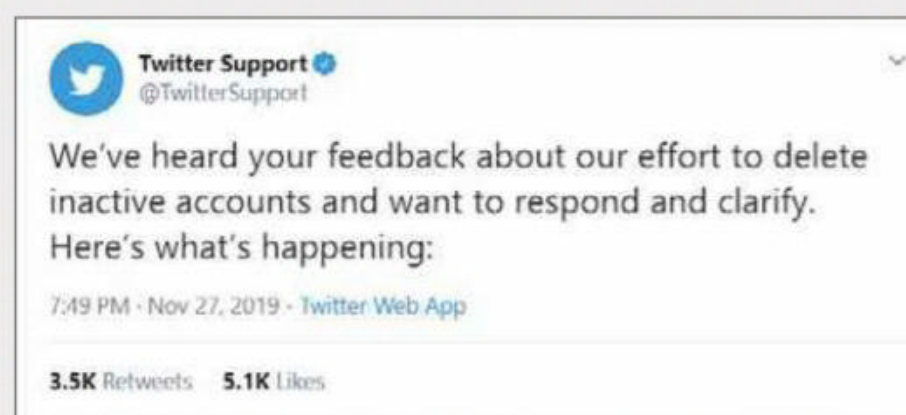 Twitter Support
@TwitterSupport
We've heard your feedback about our effort to delete
inactive accounts and want to respond and clarify.
Here's what's happening:
7:49 PM · Nov 27, 2019 · Twitter Web App
3.5K Retweets 5.1K Likes